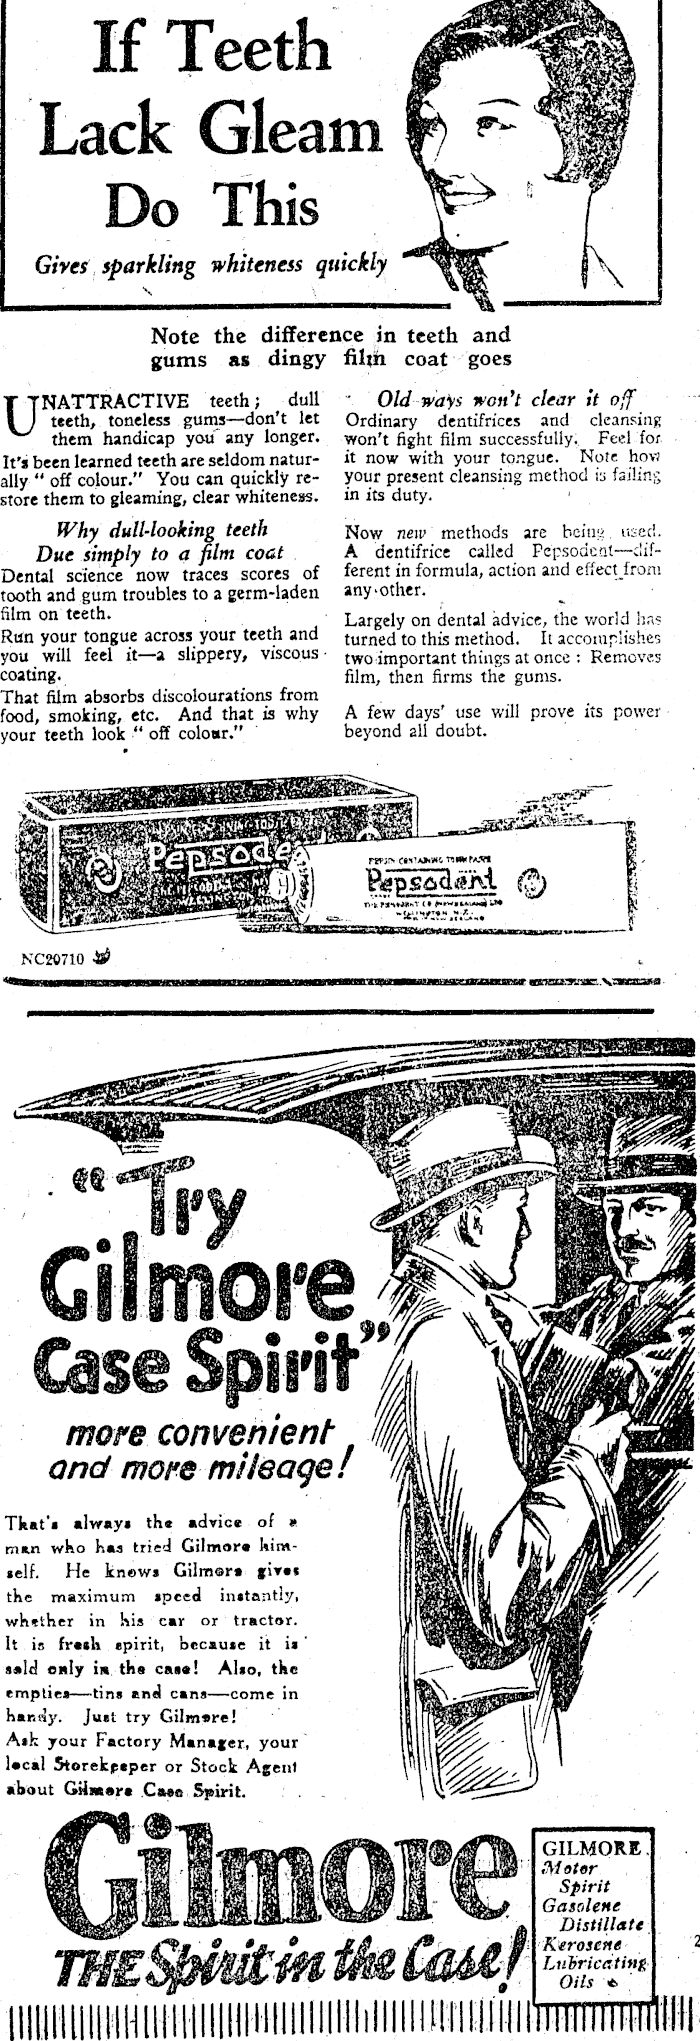 If Teeth
Lack Gleam
Do This
Gives sparkling whiteness quickly
Note the difference in teeth and
gums as dingy film coat goes
UNATTRACTIVE teeth; dull
teeth, toneless gums—don't let
them handicap you any longer.
It's been learned teeth are seldom natur-
ally "off colour." You can quickly re-
store them to gleaming, clear whiteness.
Why dull-looking teeth
Due simply to a film coat
Dental science now traces scores of
tooth and gum troubles to a germ-laden
film on teeth.
Run your tongue across your teeth and
you will feel it—a slippery, viscous
coating.
That film absorbs discolourations from
food, smoking, etc. And that is why
your teeth look "off colour."
Old ways won't clear it off
Ordinary dentifrices and cleansing
won't fight film successfully. Feel for
it now with your tongue. Note how
your present cleansing method is failing
in its duty.
Now new methods are being used.
A dentifrice called Pepsodent—dif-
ferent in formula, action and effect from
any other.
Largely on dental advice, the world has
turned to this method. It accomplishes
two important things at once: Removes
film, then firms the gums.
A few days' use will prove its power
beyond all doubt.
Pepsode
PEPSIN CONTAINING TOOTH PASTE
Pepsodent
THE PEPSODENT CO (NEW ZEALAND) LTD
WELLINGTON N.Z.
NC20710
"Try
Gilmore
Case Spirit"
more convenient
and more mileage!
That's always the advice of a
man who has tried Gilmore him-
self. He knows Gilmore gives
the maximum speed instantly,
whether in his car or tractor.
It is fresh spirit, because it is
sold only in the case! Also, the
empties—tins and cans—come in
handy. Just try Gilmore!
Ask your Factory Manager, your
local Storekeeper or Stock Agent
about Gilmore Case Spirit.
Gilmore
THE Spirit in the Case!
GILMORE
Motor
Spirit
Gasolene
Distillate
Kerosene
Lubricating
Oils
2